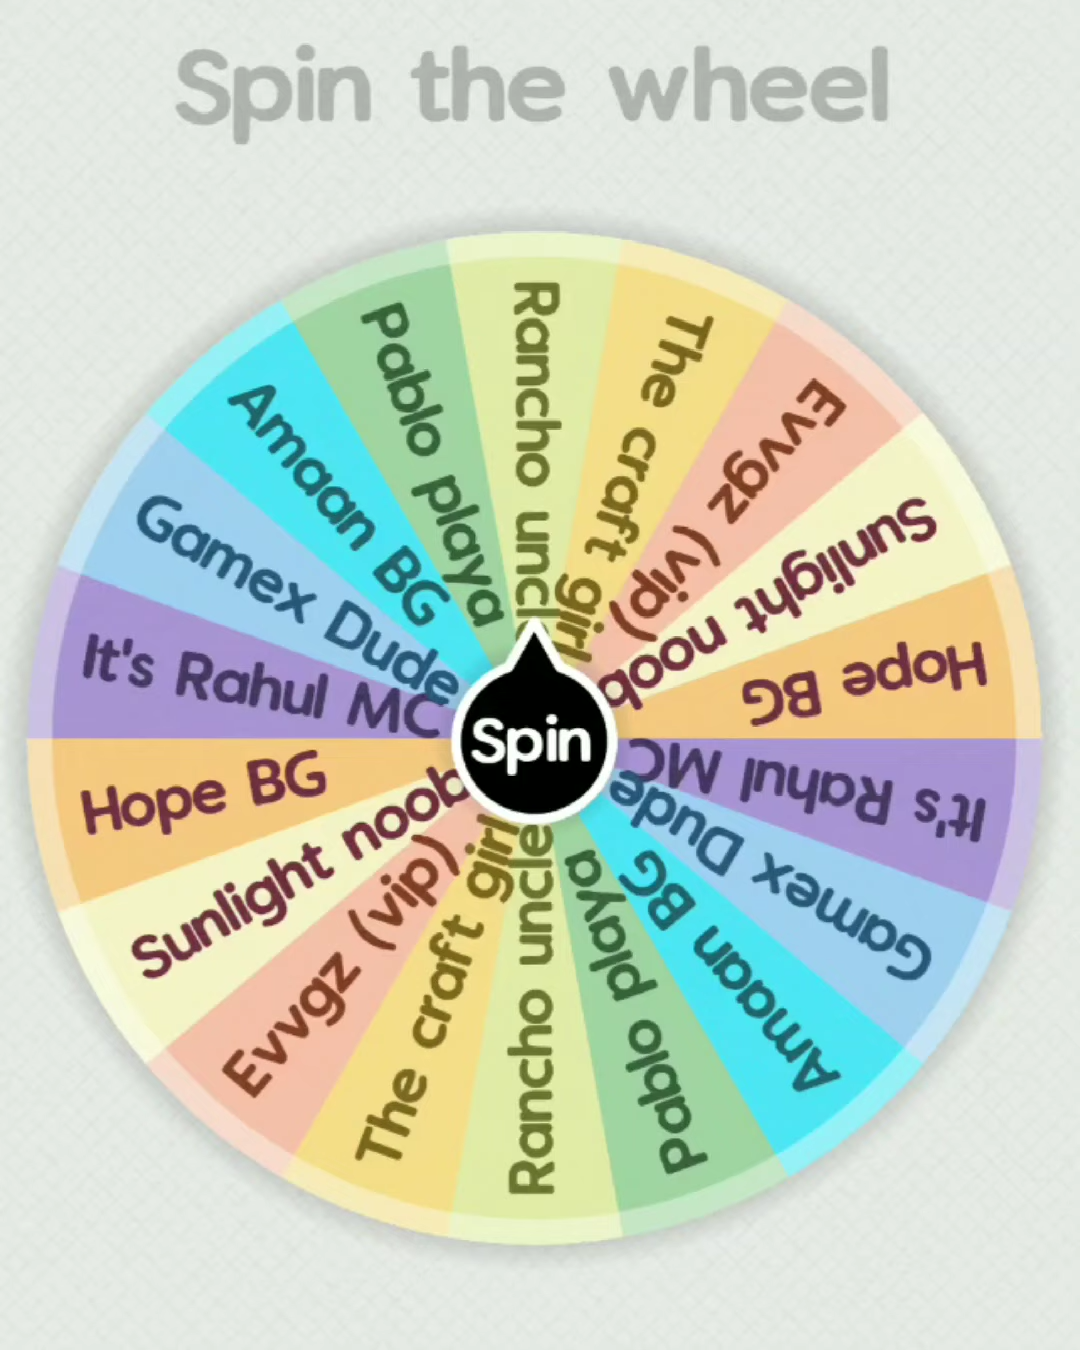 Spin the wheel
Rancho uncle
The craft girl
Evvgz (vip)
Sunlight noob
Hope BG
It's Rahul MC
Gamex Dude
Amaan BG
Pablo playa
Rancho uncle
The craft girl
Evvgz (vip)
Sunlight noob
Hope BG
It's Rahul MC
Gamex Dude
Amaan BG
Pablo playa
Spin